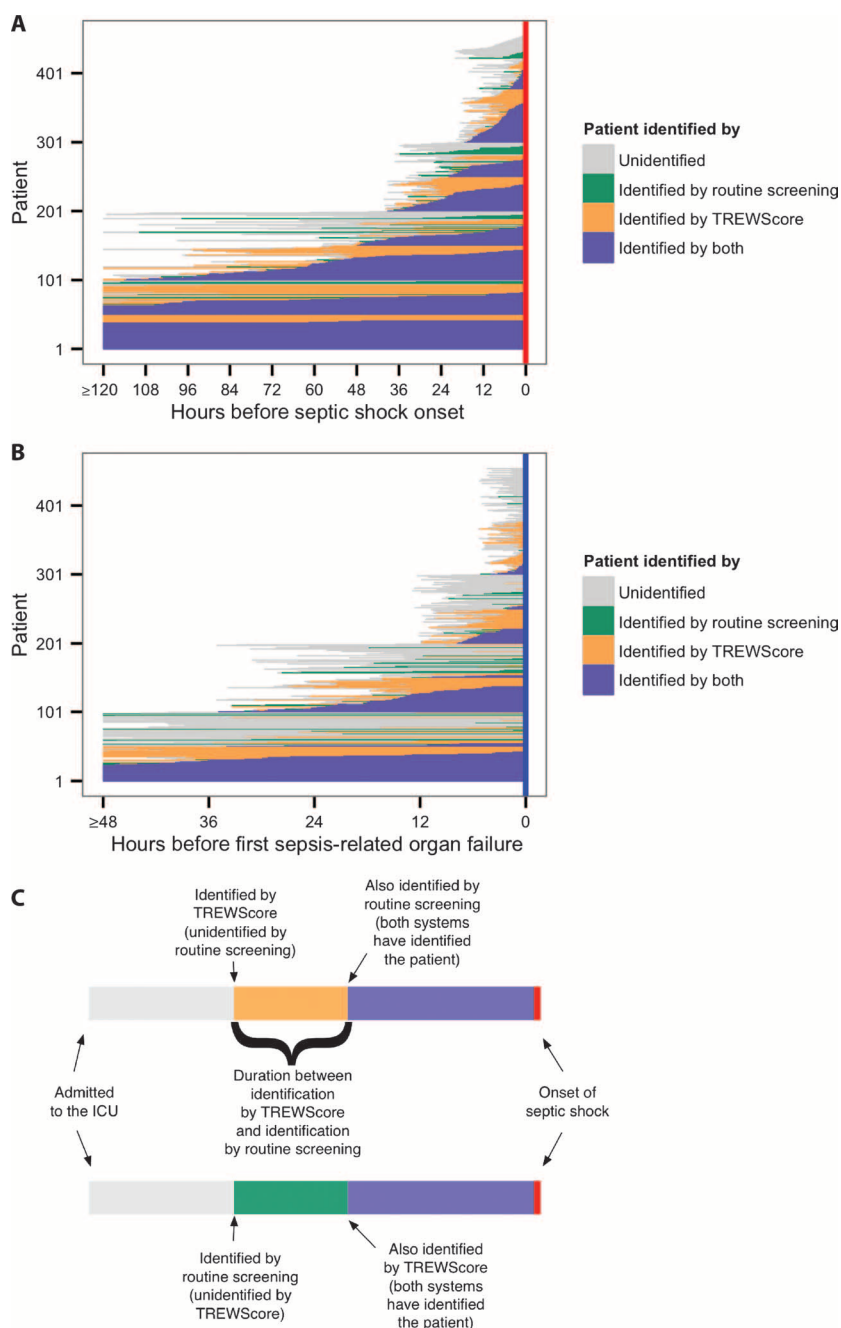 A
401
301
201
101
1
Patient
≥120 108 96 84 72 60 48 36 24 12 0
Hours before septic shock onset
Patient identified by
Unidentified
Identified by routine screening
Identified by TREWScore
Identified by both
B
401
301
201
101
1
Patient
≥48 36 24 12 0
Hours before first sepsis-related organ failure
Patient identified by
Unidentified
Identified by routine screening
Identified by TREWScore
Identified by both
C
Identified by
TREWScore
(unidentified by
routine screening)
Also identified by
routine screening
(both systems
have identified
the patient)
Admitted
to the ICU
Duration between
identification
by TREWScore
and identification
by routine screening
Onset of
septic shock
Identified by
routine screening
(unidentified by
TREWScore)
Also identified
by TREWScore
(both systems
have identified
the patient)